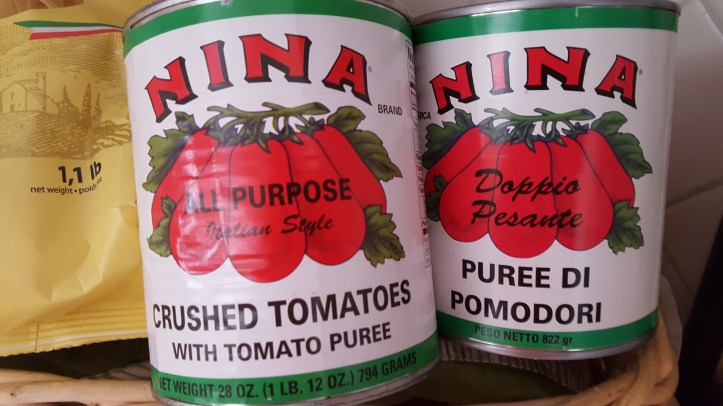 1,1 lb
net weight • poids
NINA
BRAND
ALL PURPOSE
Italian Style
CRUSHED TOMATOES
WITH TOMATO PUREE
NET WEIGHT 28 OZ. (1 LB. 12 OZ.) 794 GRAMS
NINA
Doppio
Pesante
PUREE DI
POMODORI
PESO NETTO 822 gr